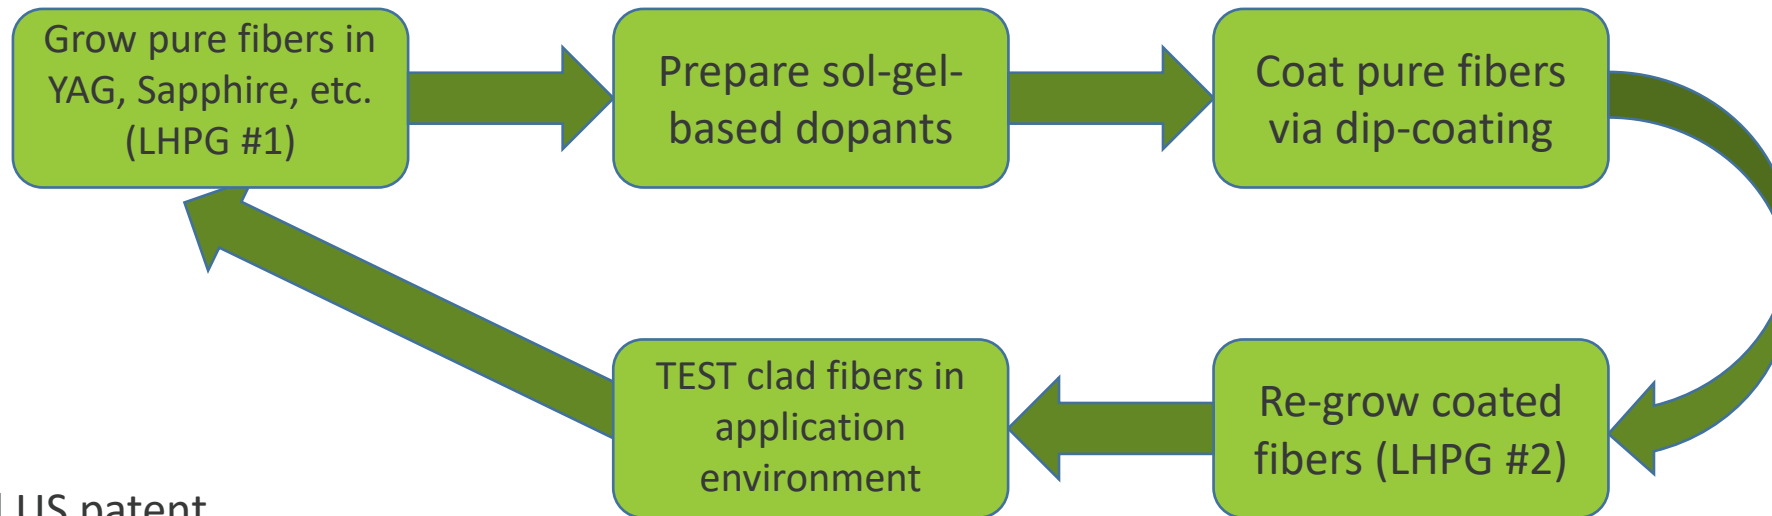 Grow pure fibers in
YAG, Sapphire, etc.
(LHPG #1)
Prepare sol-gel-
based dopants
Coat pure fibers
via dip-coating
Re-grow coated
fibers (LHPG #2)
TEST clad fibers in
application
environment
US patent